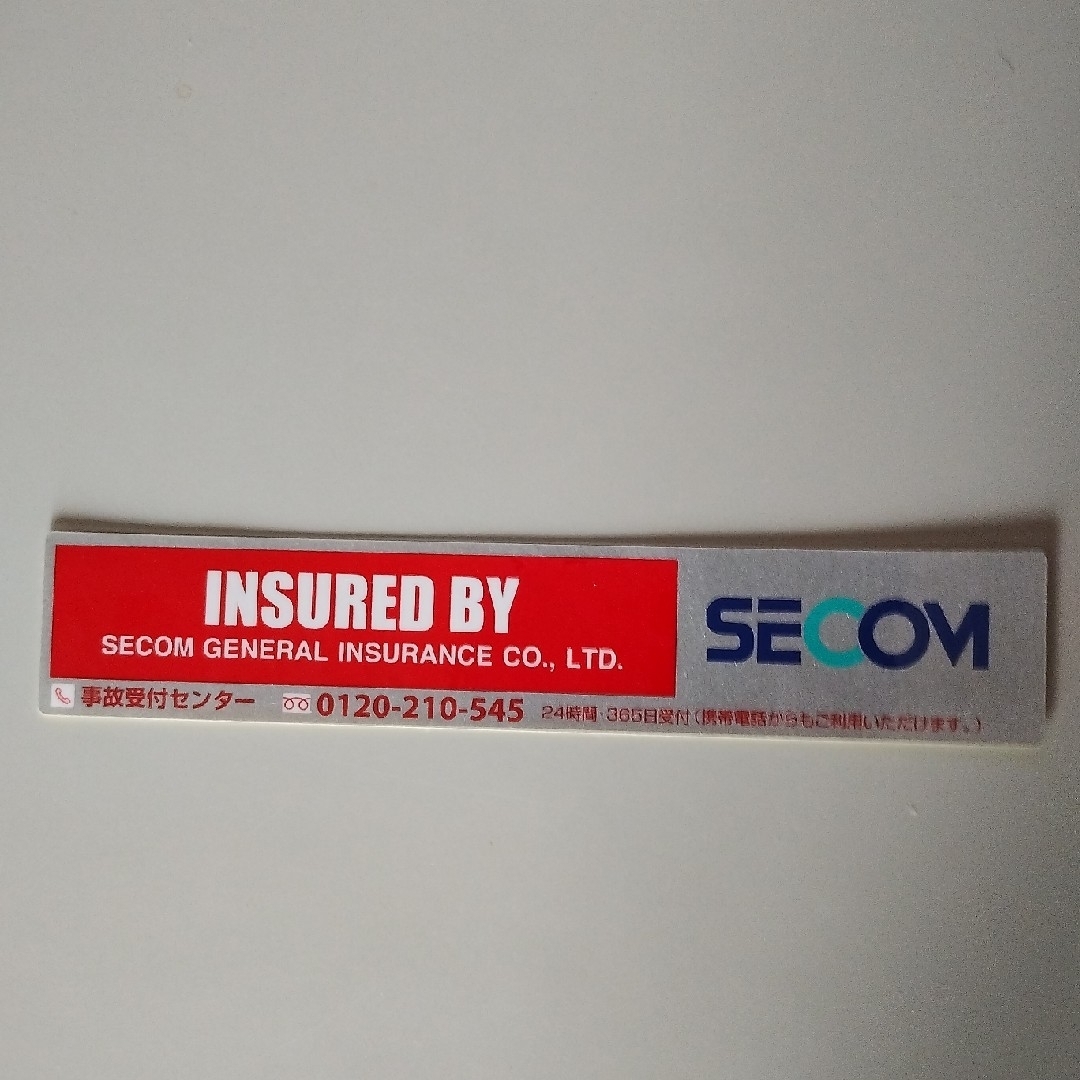 INSURED BY
SECOM GENERAL INSURANCE CO., LTD.
SECOM
事故受付センター 0120-210-545 24時間・365日受付(携帯電話からもご利用いただけます。)